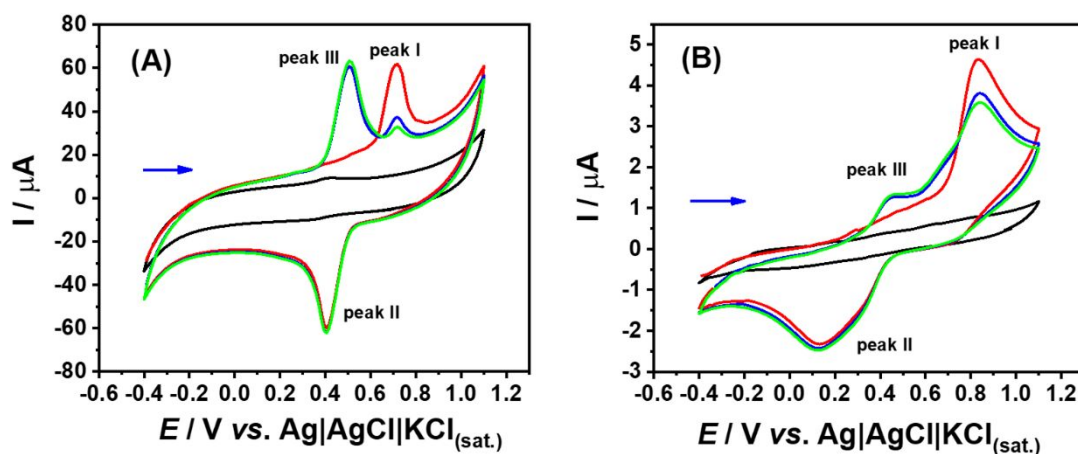 (A)
peak III
peak I
peak II
I / μA
80
60
40
20
0
-20
-40
-60
-80
-0.6 -0.4 -0.2 0.0 0.2 0.4 0.6 0.8 1.0 1.2
E / V vs. Ag|AgCl|KCl(sat.)
(B)
peak I
peak III
peak II
I / μA
5
4
3
2
1
0
-1
-2
-3
-0.6 -0.4 -0.2 0.0 0.2 0.4 0.6 0.8 1.0 1.2
E / V vs. Ag|AgCl|KCl(sat.)